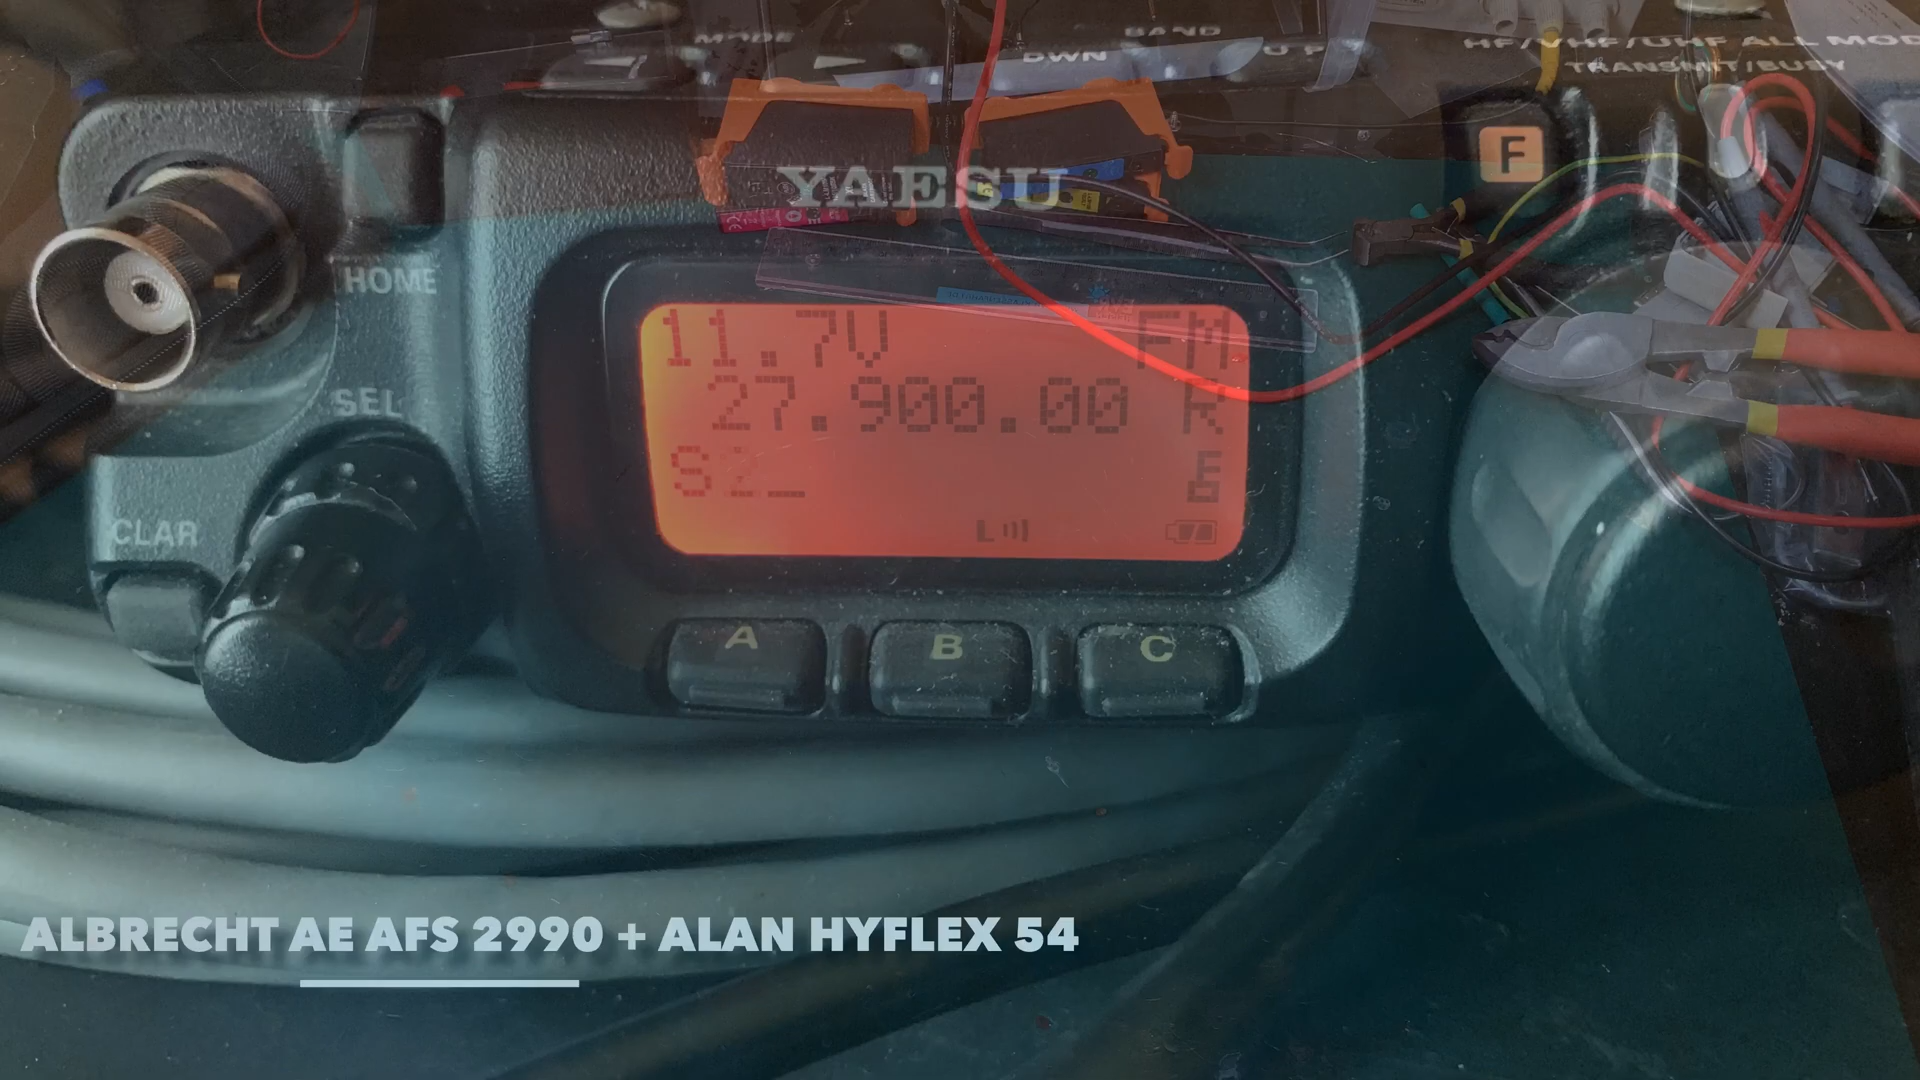 MODE
BAND
DWN
UP
HF/VHF/UHF ALL MOD
TRANSMIT/BUSY
F
YAESU
HOME
11.7V FM
27.900.00 R
SEL
S2
CLAR
A
B
C
ALBRECHT AE AFS 2990 + ALAN HYFLEX 54